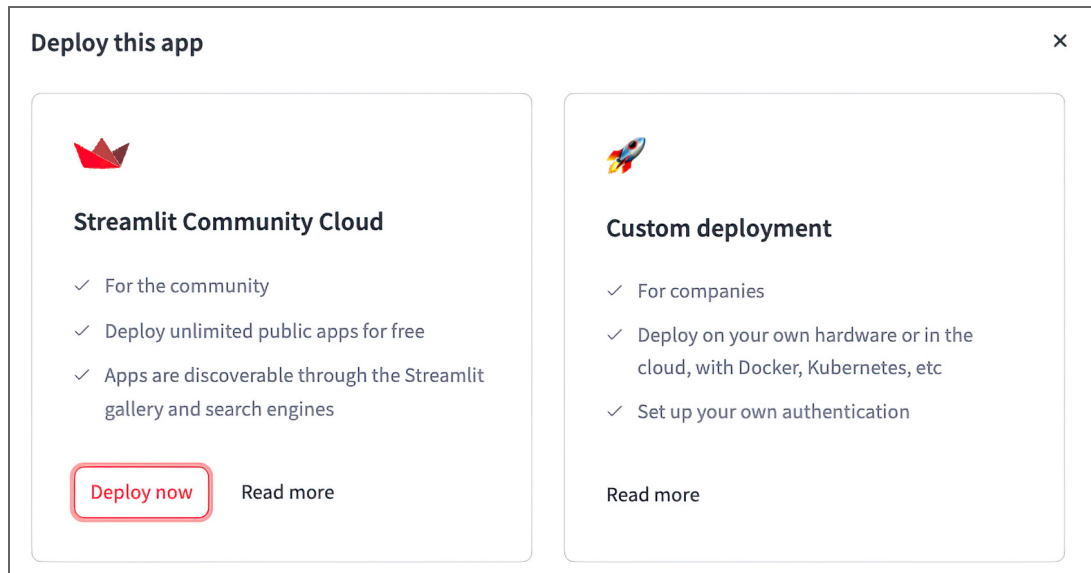 Deploy this app
Streamlit Community Cloud
For the community
Deploy unlimited public apps for free
Apps are discoverable through the Streamlit
gallery and search engines
Deploy now
Read more
Custom deployment
For companies
Deploy on your own hardware or in the
cloud, with Docker, Kubernetes, etc
Set up your own authentication
Read more